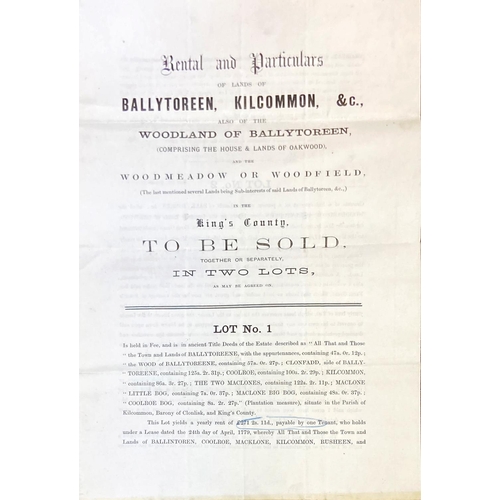 Rental and Particulars
OF LANDS OF
BALLYTOREEN, KILCOMMON, &c.,
ALSO OF THE
WOODLAND OF BALLYTOREEN,
(COMPRISING THE HOUSE & LANDS OF OAKWOOD),
AND THE
WOODMEADOW OR WOODFIELD,
(The last mentioned several Lands being Sub-interests of said Lands of Ballytoreen, &c.,)
IN THE
King's County.
TO BE SOLD.
TOGETHER OR SEPARATELY,
IN TWO LOTS,
AS MAY BE AGREED ON.
LOT No. 1
Is held in Fee, and is in ancient Title Deeds of the Estate described as "All That and Those
"the Town and Lands of BALLYTOREENE, with the appurtenances, containing 47a. 0r. 12p.;
"the WOOD of BALLYTOREENE, containing 57a. 0r. 27p.; CLONFADD, side of BALLY-
"TOREENE, containing 125a. 2r. 31p.; COOLROE, containing 100a. 2r. 29p.; KILCOMMON,
"containing 86a. 3r. 27p.; THE TWO MACLONES, containing 122a. 2r. 11p.; MACLONE
"LITTLE BOG, containing 7a. 0r. 37p.; MACLONE BIG BOG, containing 48a. 0r. 37p.;
"COOLROE BOG, containing 8a. 2r. 27p." (Plantation measure), situate in the Parish of
Kilcommon, Barony of Clonlisk, and King's County.
This Lot yields a yearly rent of £371 2s. 11d., payable by one Tenant, who holds
under a Lease dated the 24th day of April, 1779, whereby All That and Those the Town and
Lands of BALLINTOREN, COOLROE, MACKLONE, KILCOMMON, RUSHEEN, and